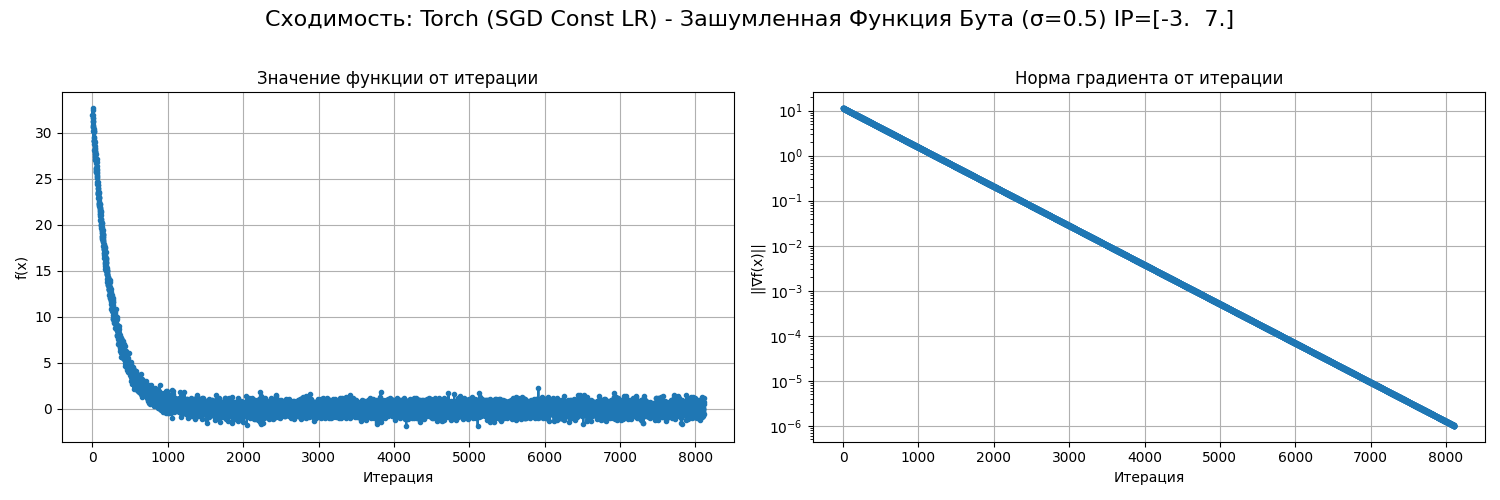 Сходимость: Torch (SGD Const LR) - Зашумленная Функция Бута (σ=0.5) IP=[-3.  7.]
Значение функции от итерации
f(x)
30
25
20
15
10
5
0
0 1000 2000 3000 4000 5000 6000 7000 8000
Итерация
Норма градиента от итерации
||∇f(x)||
10¹
10⁰
10⁻¹
10⁻²
10⁻³
10⁻⁴
10⁻⁵
10⁻⁶
0 1000 2000 3000 4000 5000 6000 7000 8000
Итерация